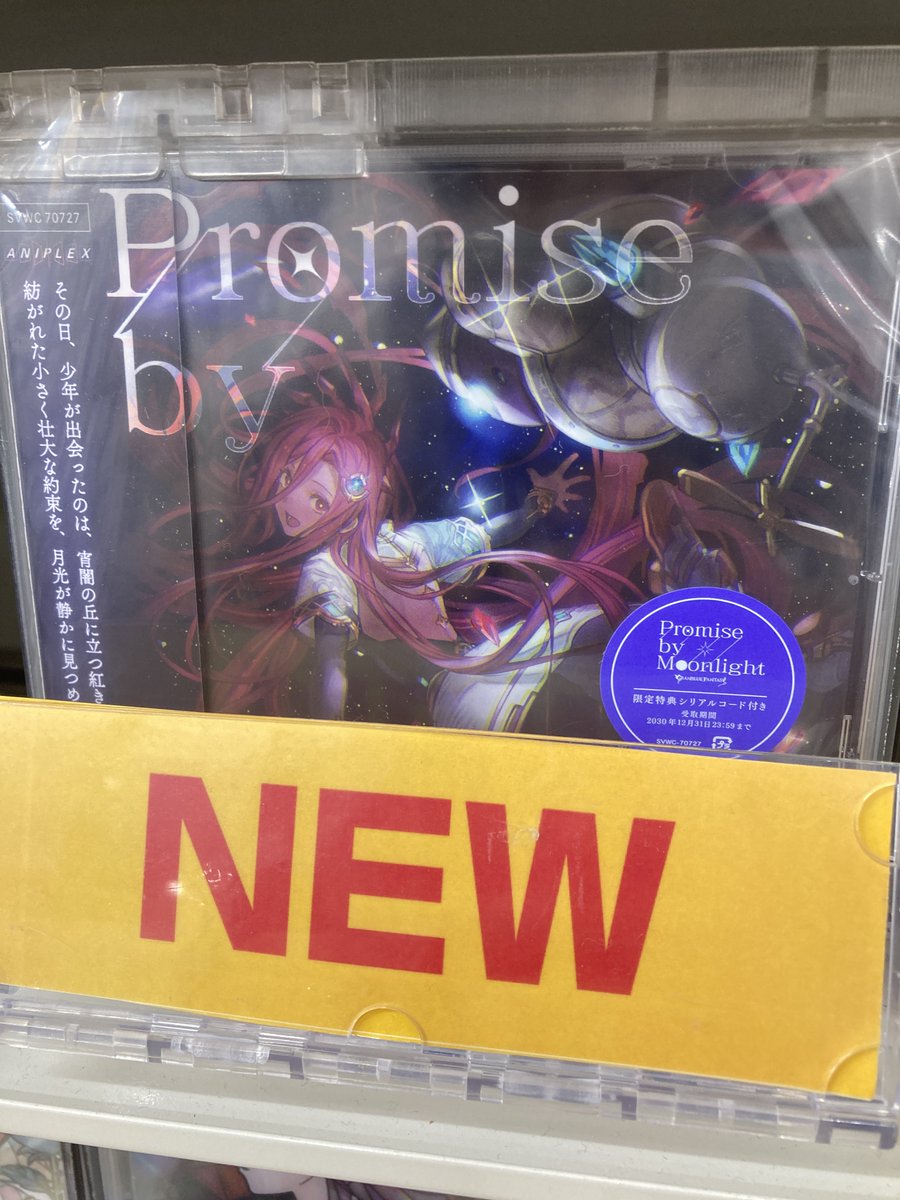 SVWC 70727
ANIPLEX
その日、少年が出会ったのは、宵闇の丘に立つ紅き
紡がれた小さく壮大な約束を、月光が静かに見つめ
Promise
by
Promise
by
Moonlight
GRANBLUE FANTASY
限定特典シリアルコード付き
受取期間
2030年12月31日23:59まで
SVWC-70727
NEW